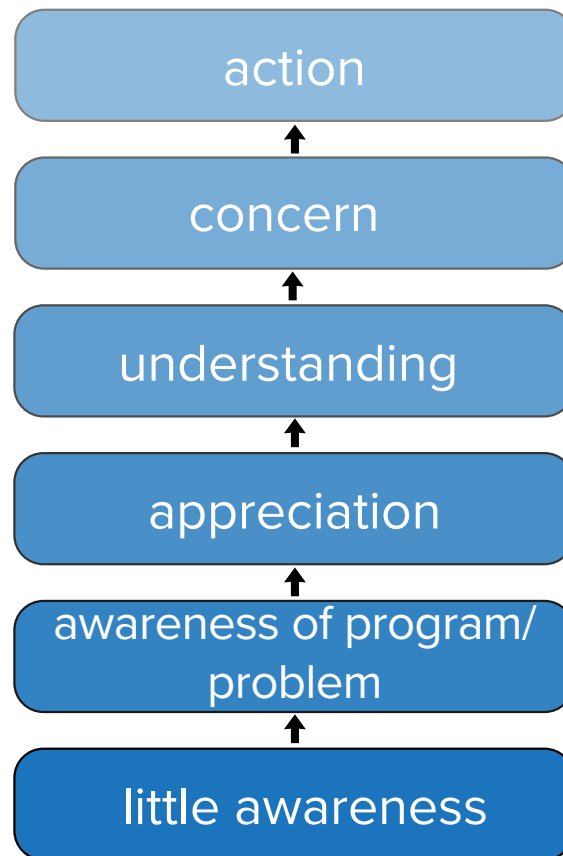 action
concern
understanding
appreciation
awareness of program/
problem
little awareness